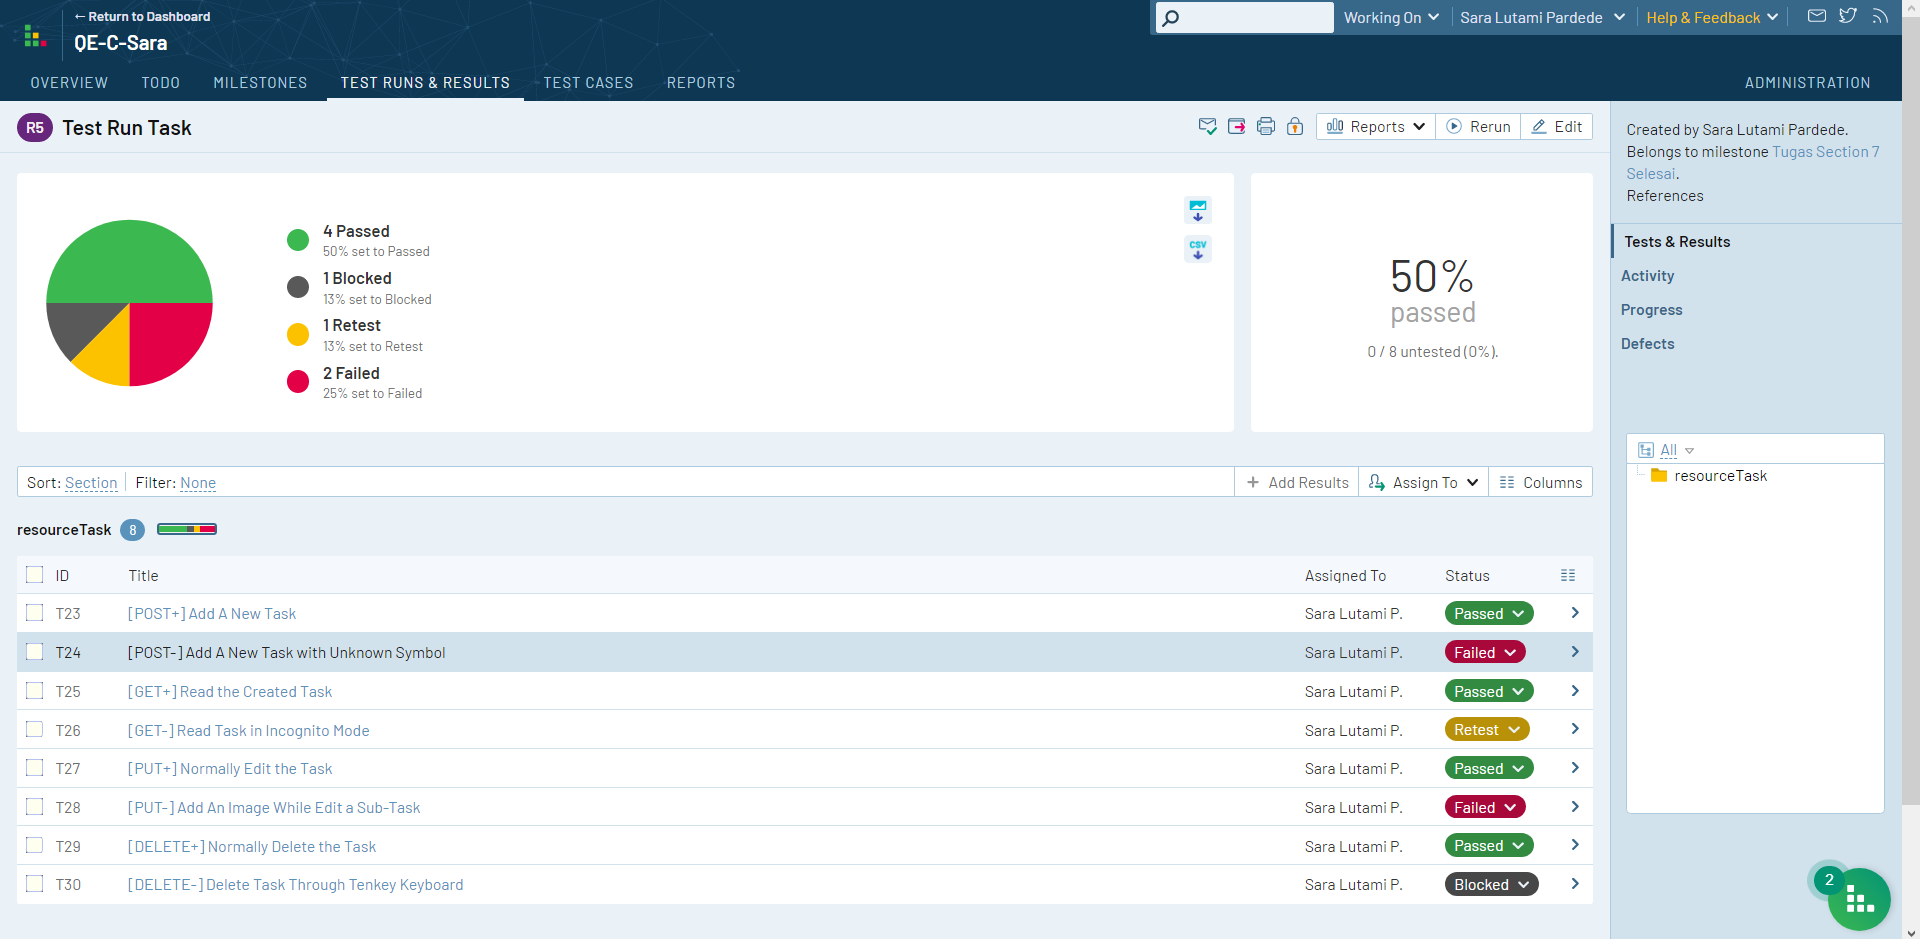 ← Return to Dashboard
QE-C-Sara
Working On
Sara Lutami Pardede
Help & Feedback
OVERVIEW
TODO
MILESTONES
TEST RUNS & RESULTS
TEST CASES
REPORTS
ADMINISTRATION
R5 Test Run Task
Reports
Rerun
Edit
4 Passed
50% set to Passed
1 Blocked
13% set to Blocked
1 Retest
13% set to Retest
2 Failed
25% set to Failed
CSV
50%
passed
0 / 8 untested (0%).
Created by Sara Lutami Pardede.
Belongs to milestone Tugas Section 7
Selesai.
References
Tests & Results
Activity
Progress
Defects
All
resourceTask
Sort: Section Filter: None
Add Results
Assign To
Columns
resourceTask 8
ID Title Assigned To Status
T23 [POST+] Add A New Task Sara Lutami P. Passed
T24 [POST-] Add A New Task with Unknown Symbol Sara Lutami P. Failed
T25 [GET+] Read the Created Task Sara Lutami P. Passed
T26 [GET-] Read Task in Incognito Mode Sara Lutami P. Retest
T27 [PUT+] Normally Edit the Task Sara Lutami P. Passed
T28 [PUT-] Add An Image While Edit a Sub-Task Sara Lutami P. Failed
T29 [DELETE+] Normally Delete the Task Sara Lutami P. Passed
T30 [DELETE-] Delete Task Through Tenkey Keyboard Sara Lutami P. Blocked
2